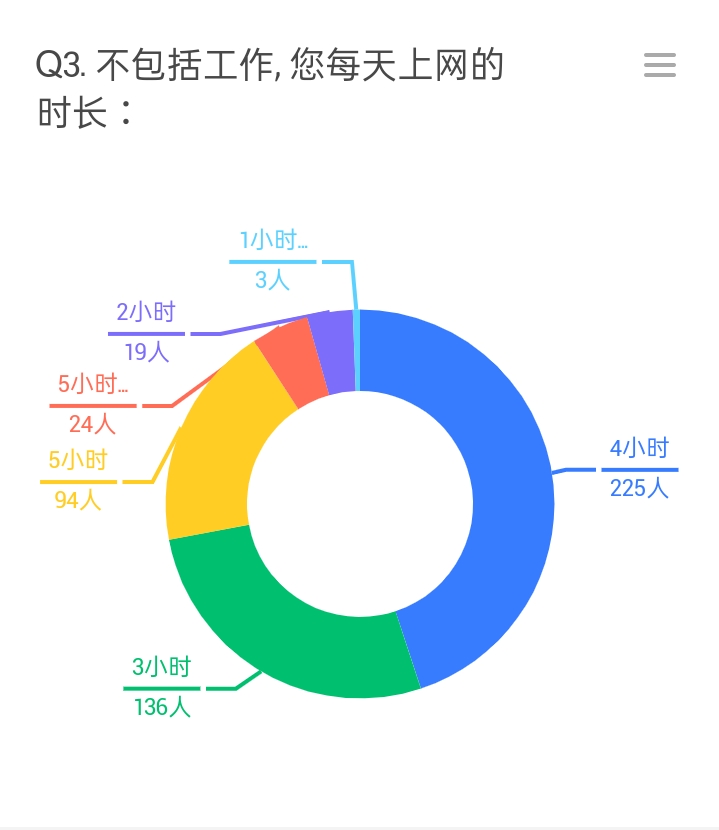 Q3. 不包括工作, 您每天上网的
时长：
1小时...
3人
2小时
19人
5小时...
24人
5小时
94人
4小时
225人
3小时
136人